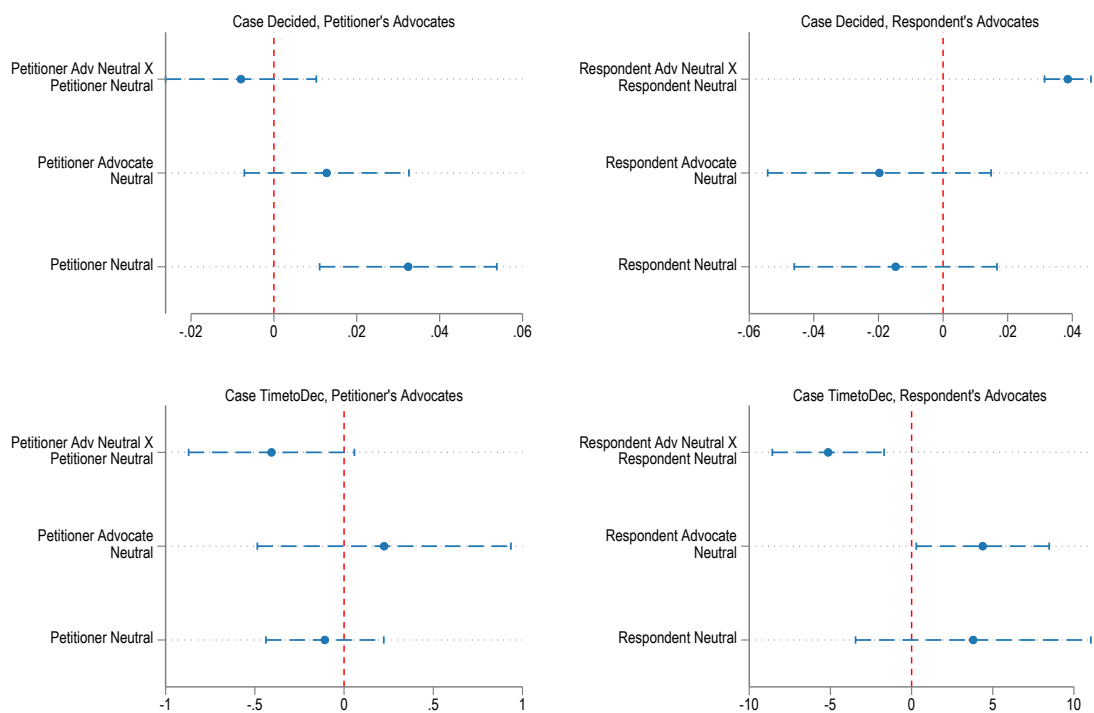 Case Decided, Petitioner's Advocates
Petitioner Adv Neutral X
Petitioner Neutral
Petitioner Advocate
Neutral
Petitioner Neutral
-.02 0 .02 .04 .06
Case Decided, Respondent's Advocates
Respondent Adv Neutral X
Respondent Neutral
Respondent Advocate
Neutral
Respondent Neutral
-.06 -.04 -.02 0 .02 .04
Case TimetoDec, Petitioner's Advocates
Petitioner Adv Neutral X
Petitioner Neutral
Petitioner Advocate
Neutral
Petitioner Neutral
-1 -.5 0 .5 1
Case TimetoDec, Respondent's Advocates
Respondent Adv Neutral X
Respondent Neutral
Respondent Advocate
Neutral
Respondent Neutral
-10 -5 0 5 10